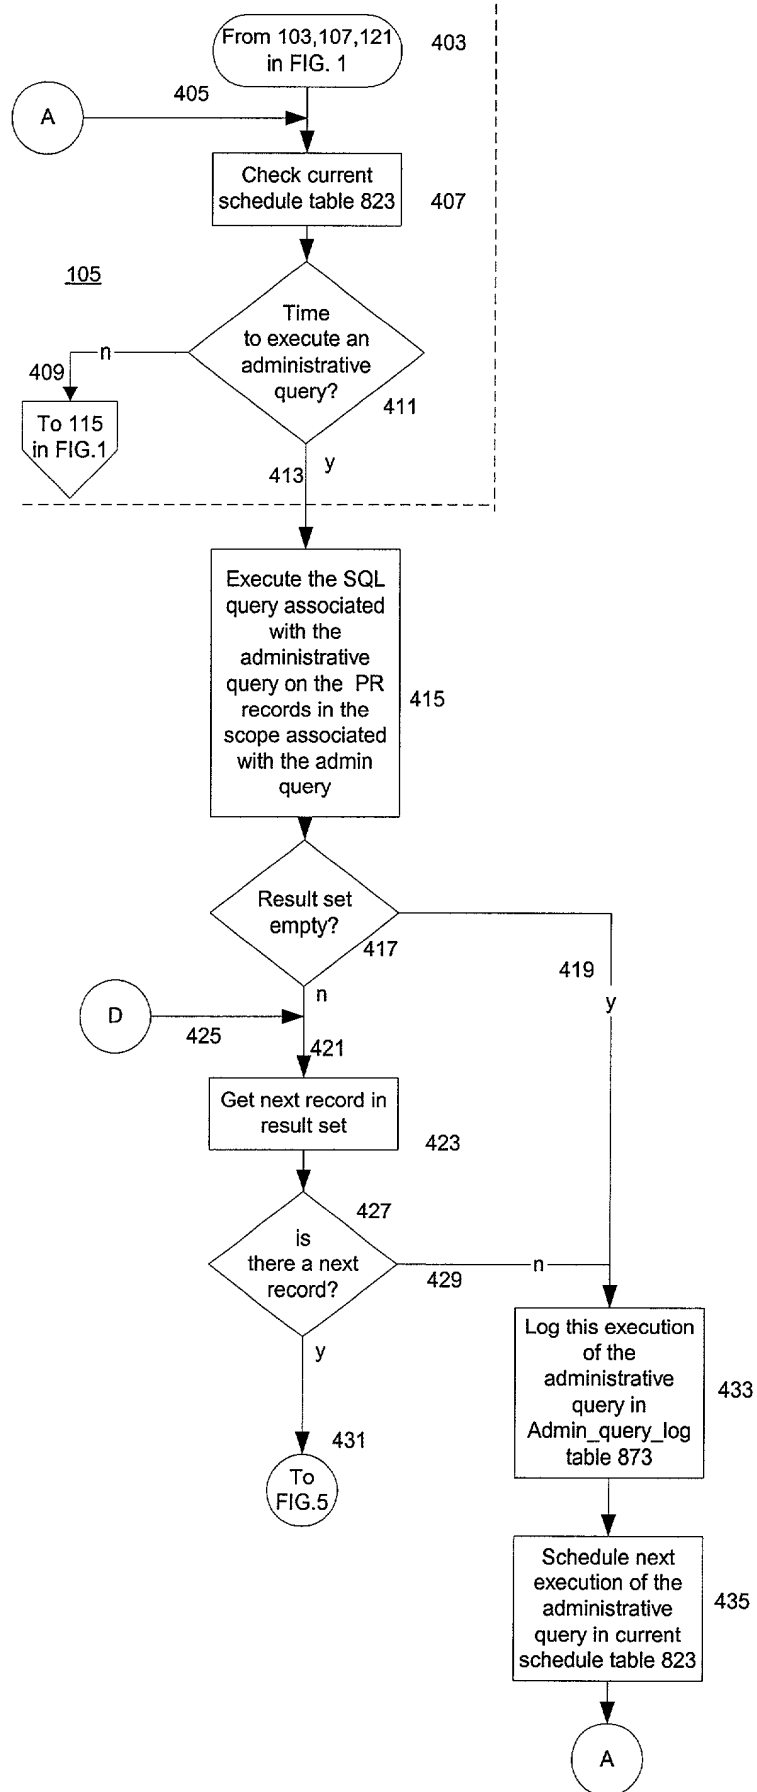 From 103,107,121
in FIG. 1
403
405
A
Check current
schedule table 823
407
105
Time
to execute an
administrative
query?
n
409
411
To 115
in FIG.1
y
413
Execute the SQL
query associated
with the
administrative
query on the PR
records in the
scope associated
with the admin
query
415
Result set
empty?
417
419
y
n
D
425
421
Get next record in
result set
423
427
is
there a next
record?
n
429
y
431
To
FIG.5
Log this execution
of the
administrative
query in
Admin_query_log
table 873
433
Schedule next
execution of the
administrative
query in current
schedule table 823
435
A